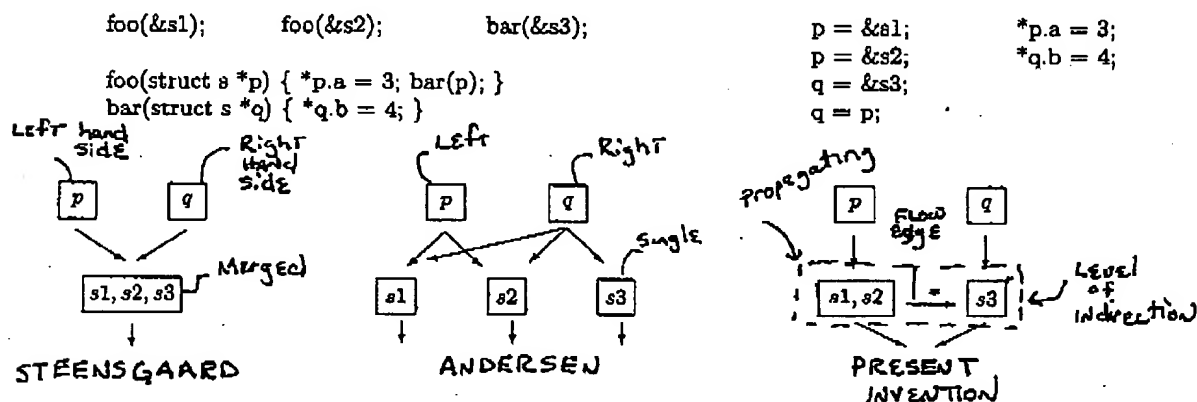 foo(&s1); foo(&s2); bar(&s3);
foo(struct s *p) { *p.a = 3; bar(p); }
bar(struct s *q) { *q.b = 4; }
p = &s1; *p.a = 3;
p = &s2; *q.b = 4;
q = &s3;
q = p;
LEFT hand
SIDE
Right
Hand
SIDE
p
q
Merged
s1, s2, s3
STEENSGAARD
LEft
Right
p
q
Single
s1
s2
s3
ANDERSEN
Propagating
p
FLOW
EdgE
q
s1, s2
=
s3
LEVEL
of
Indirection
PRESENT
INVENTION